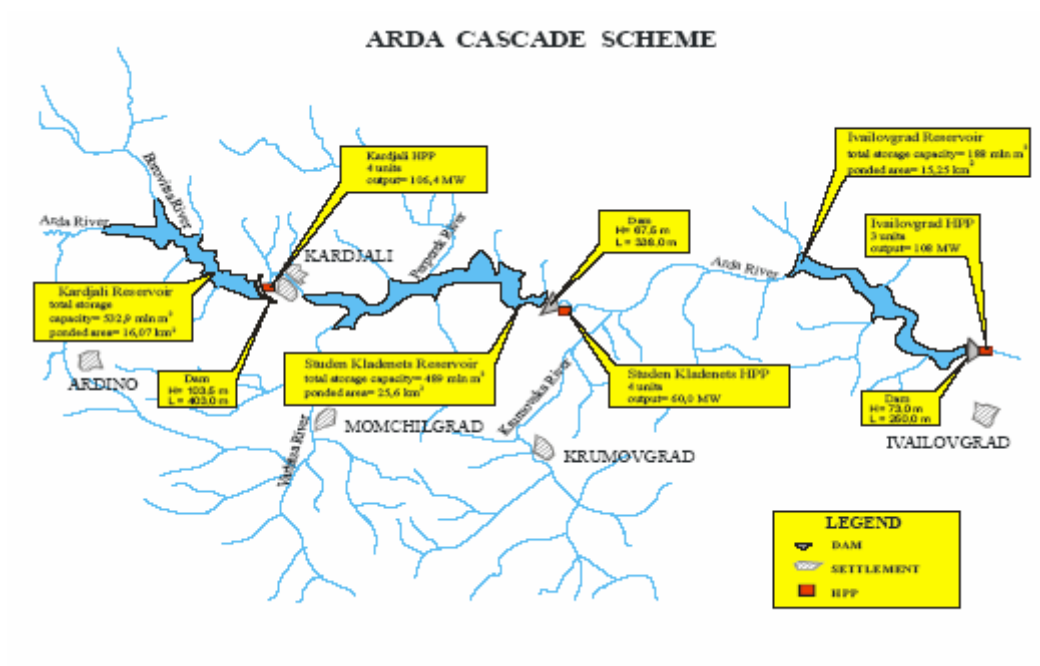 ARDA CASCADE SCHEME
Ivailovgrad Reservoir
total storage capacity= 188 mln m³
ponded area= 15,25 km²
Kardjali HPP
4 units
output= 106,4 MW
Borovitsa River
Arda River
Dam
H= 67,5 m
L= 338,0 m
Ivailovgrad HPP
3 units
output= 108 MW
KARDJALI
Perperek River
Arda River
Kardjali Reservoir
total storage
capacity= 532,9 mln m³
ponded area= 16,07 km²
ARDINO
Dam
H= 103,5 m
L= 403,0 m
Studen Kladenets Reservoir
total storage capacity= 489 mln m³
ponded area= 25,6 km²
Studen Kladenets HPP
4 units
output= 60,0 MW
Krumovska River
Dam
H= 73,0 m
L= 250,0 m
IVAILOVGRAD
MOMCHILGRAD
River
KRUMOVGRAD
LEGEND
DAM
SETTLEMENT
HPP